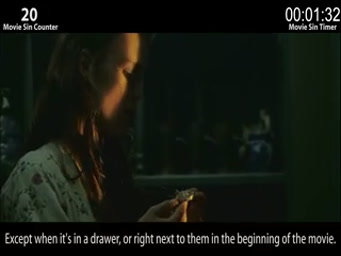 20
Movie Sin Counter
00:01:32
Movie Sin Timer
Except when it's in a drawer, or right next to them in the beginning of the movie.